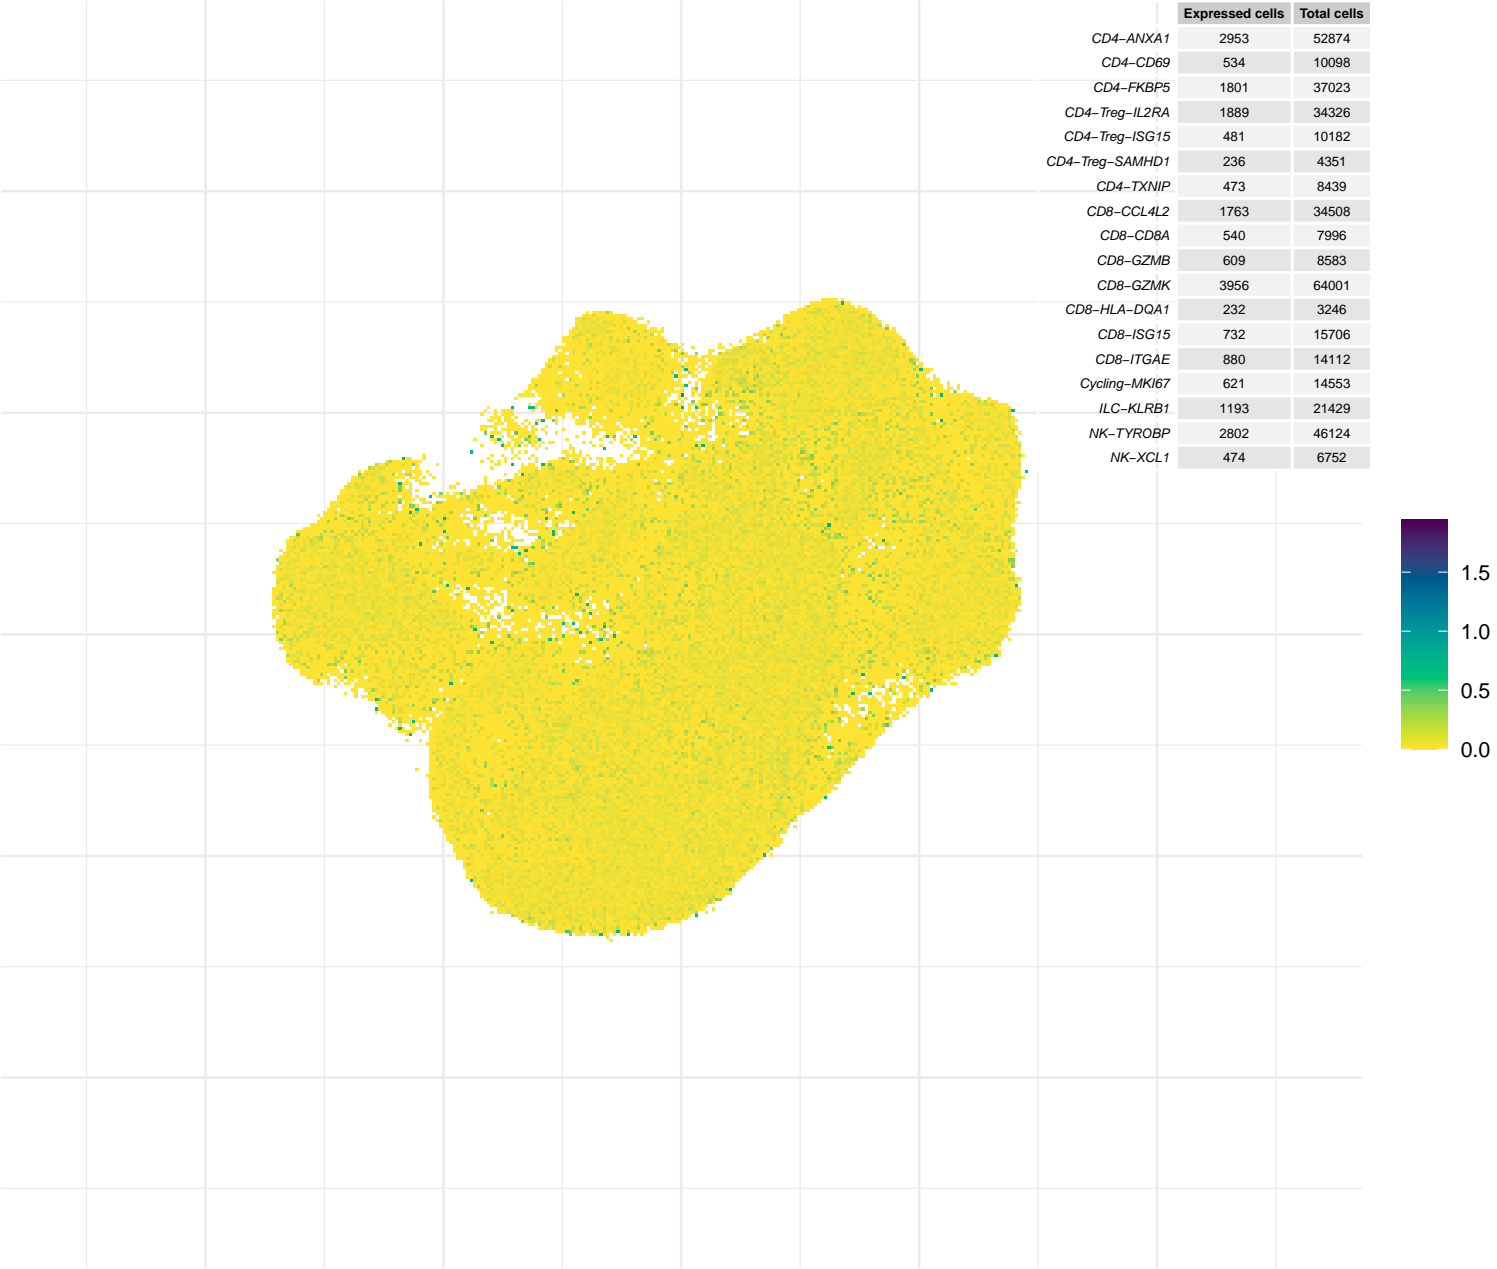 Expressed cells Total cells
CD4−ANXA1 2953 52874
CD4−CD69 534 10098
CD4−FKBP5 1801 37023
CD4−Treg−IL2RA 1889 34326
CD4−Treg−ISG15 481 10182
CD4−Treg−SAMHD1 236 4351
CD4−TXNIP 473 8439
CD8−CCL4L2 1763 34508
CD8−CD8A 540 7996
CD8−GZMB 609 8583
CD8−GZMK 3956 64001
CD8−HLA−DQA1 232 3246
CD8−ISG15 732 15706
CD8−ITGAE 880 14112
Cycling−MKI67 621 14553
ILC−KLRB1 1193 21429
NK−TYROBP 2802 46124
NK−XCL1 474 6752
1.5
1.0
0.5
0.0